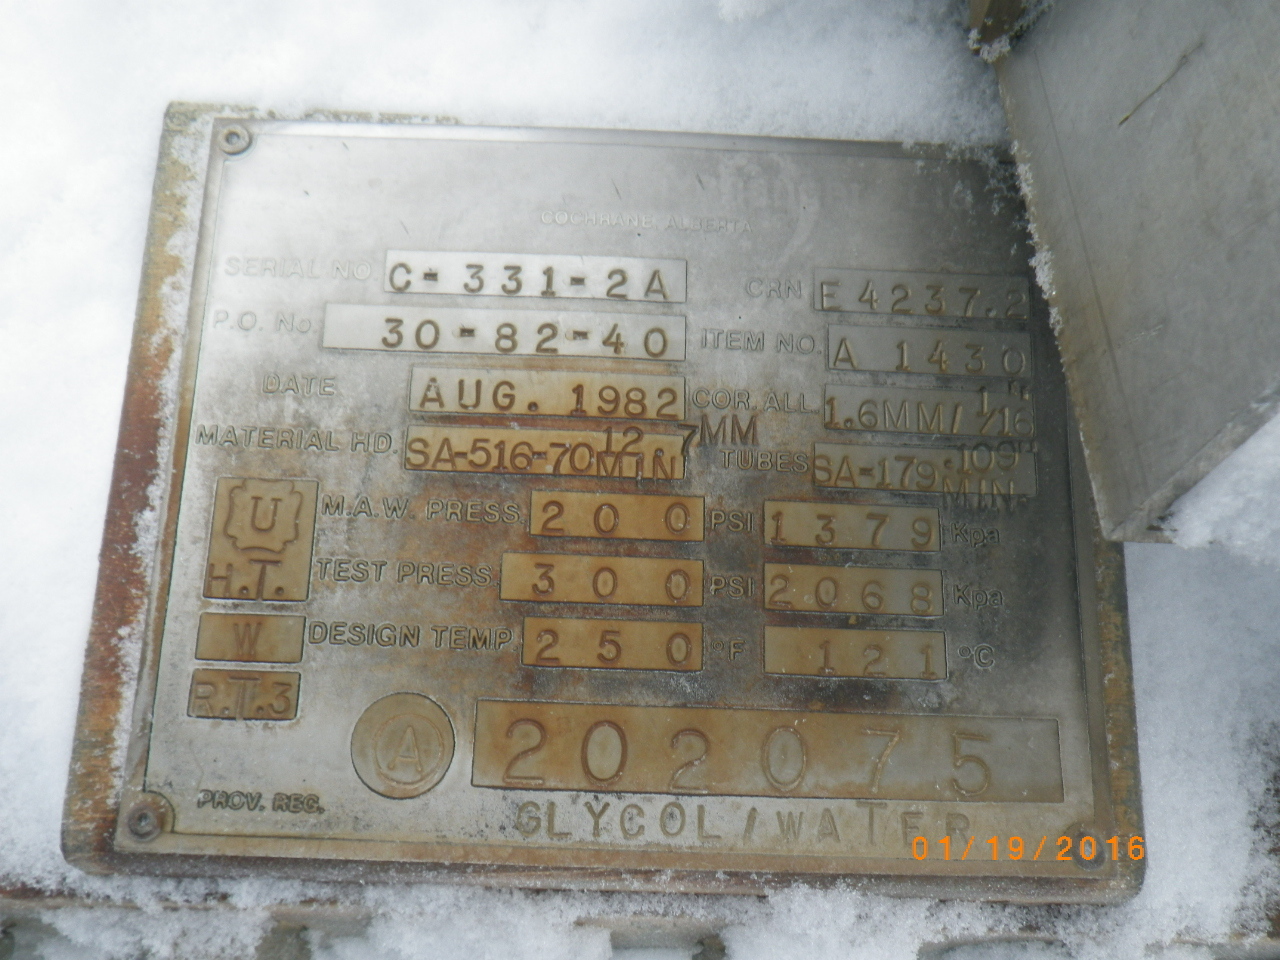 COCHRANE, ALBERTA
SERIAL NO. C-331-2A CRN E4237.2
P.O. No. 30-82-40 ITEM NO. A 1430
DATE AUG. 1982 COR. ALL. 1.6MM/ 1/16"
MATERIAL HD. SA-516-70 12.7MM MIN TUBES SA-179 .109" MIN.
U
H.T.
W
R.T.3
M.A.W. PRESS. 200 PSI 1379 Kpa
TEST PRESS. 300 PSI 2068 Kpa
DESIGN TEMP. 250 °F 121 °C
A 202075
PROV. REG.
GLYCOL/WATER
01/19/2016